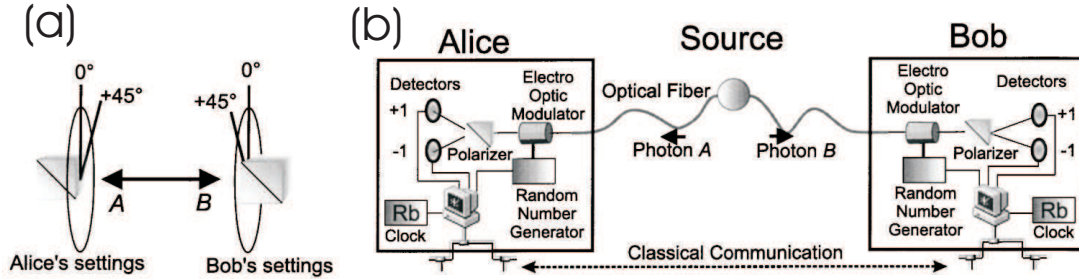 (a)
0°
+45°
A
Alice's settings
0°
+45°
B
Bob's settings
(b)
Alice
Source
Bob
Detectors
+1
-1
Electro
Optic
Modulator
Polarizer
Rb
Clock
Random
Number
Generator
Optical Fiber
Photon A
Photon B
Electro
Optic
Modulator
Detectors
+1
-1
Polarizer
Random
Number
Generator
Rb
Clock
Classical Communication